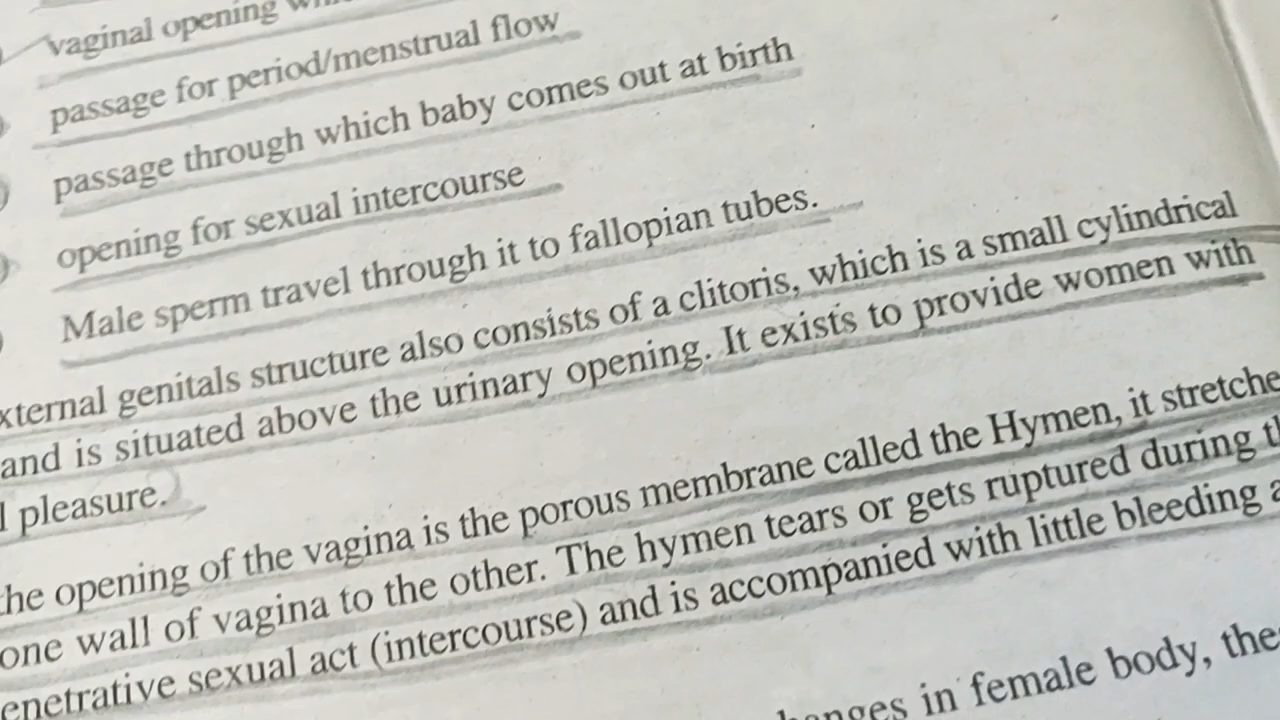 vaginal opening
passage for period/menstrual flow
passage through which baby comes out at birth
opening for sexual intercourse
Male sperm travel through it to fallopian tubes.
xternal genitals structure also consists of a clitoris, which is a small cylindrical
and is situated above the urinary opening. It exists to provide women with
l pleasure.
he opening of the vagina is the porous membrane called the Hymen, it stretche
one wall of vagina to the other. The hymen tears or gets ruptured during th
enetrative sexual act (intercourse) and is accompanied with little bleeding a
hanges in female body, the